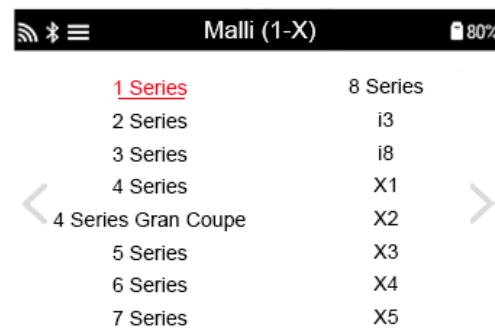 Malli (1-X) 80%
1 Series
2 Series
3 Series
4 Series
4 Series Gran Coupe
5 Series
6 Series
7 Series
8 Series
i3
i8
X1
X2
X3
X4
X5